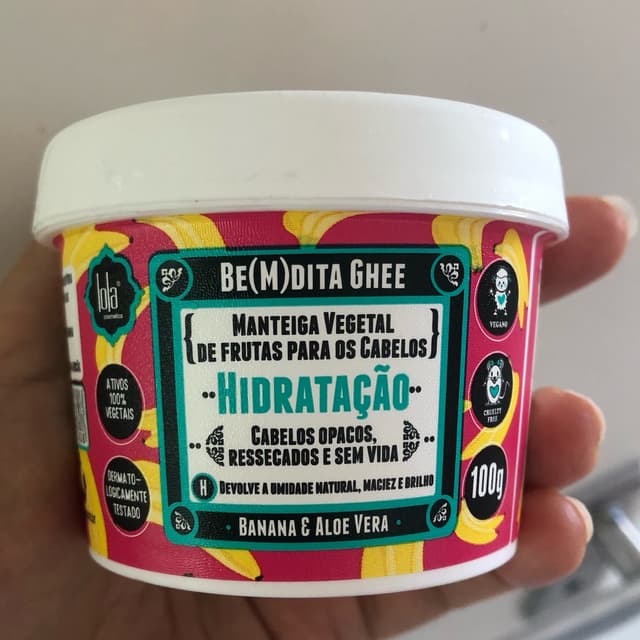 BE(M)DITA GHEE
MANTEIGA VEGETAL
DE FRUTAS PARA OS CABELOS
HIDRATAÇÃO
CABELOS OPACOS,
RESSECADOS E SEM VIDA
H DEVOLVE A UMIDADE NATURAL, MACIEZ E BRILHO
BANANA & ALOE VERA
lola
cosmetics
ATIVOS
100%
VEGETAIS
DERMATO-
LOGICAMENTE
TESTADO
VEGANO
CRUELTY
FREE
100g